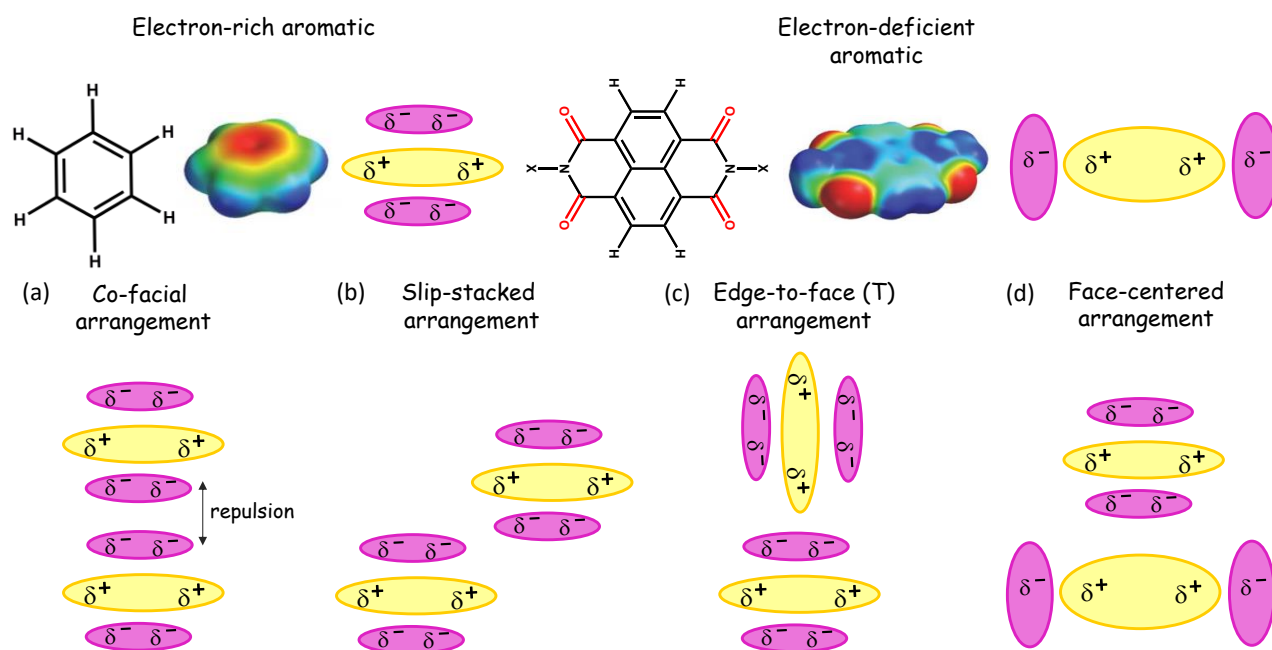 Electron-rich aromatic
Electron-deficient
aromatic
H
H
H
H
H
H
δ⁻ δ⁻
δ⁺ δ⁺
δ⁻ δ⁻
H H
O O
X-N N-X
O O
H H
δ⁻ δ⁺ δ⁺ δ⁻
(a) Co-facial
arrangement
δ⁻ δ⁻
δ⁺ δ⁺
δ⁻ δ⁻
repulsion
δ⁻ δ⁻
δ⁺ δ⁺
δ⁻ δ⁻
(b) Slip-stacked
arrangement
δ⁻ δ⁻
δ⁺ δ⁺
δ⁻ δ⁻
δ⁻ δ⁻
δ⁺ δ⁺
δ⁻ δ⁻
(c) Edge-to-face (T)
arrangement
δ⁻ δ⁻
δ⁺ δ⁺
δ⁻ δ⁻
δ⁻ δ⁻
δ⁺ δ⁺
δ⁻ δ⁻
(d) Face-centered
arrangement
δ⁻ δ⁻
δ⁺ δ⁺
δ⁻ δ⁻
δ⁻ δ⁺ δ⁺ δ⁻